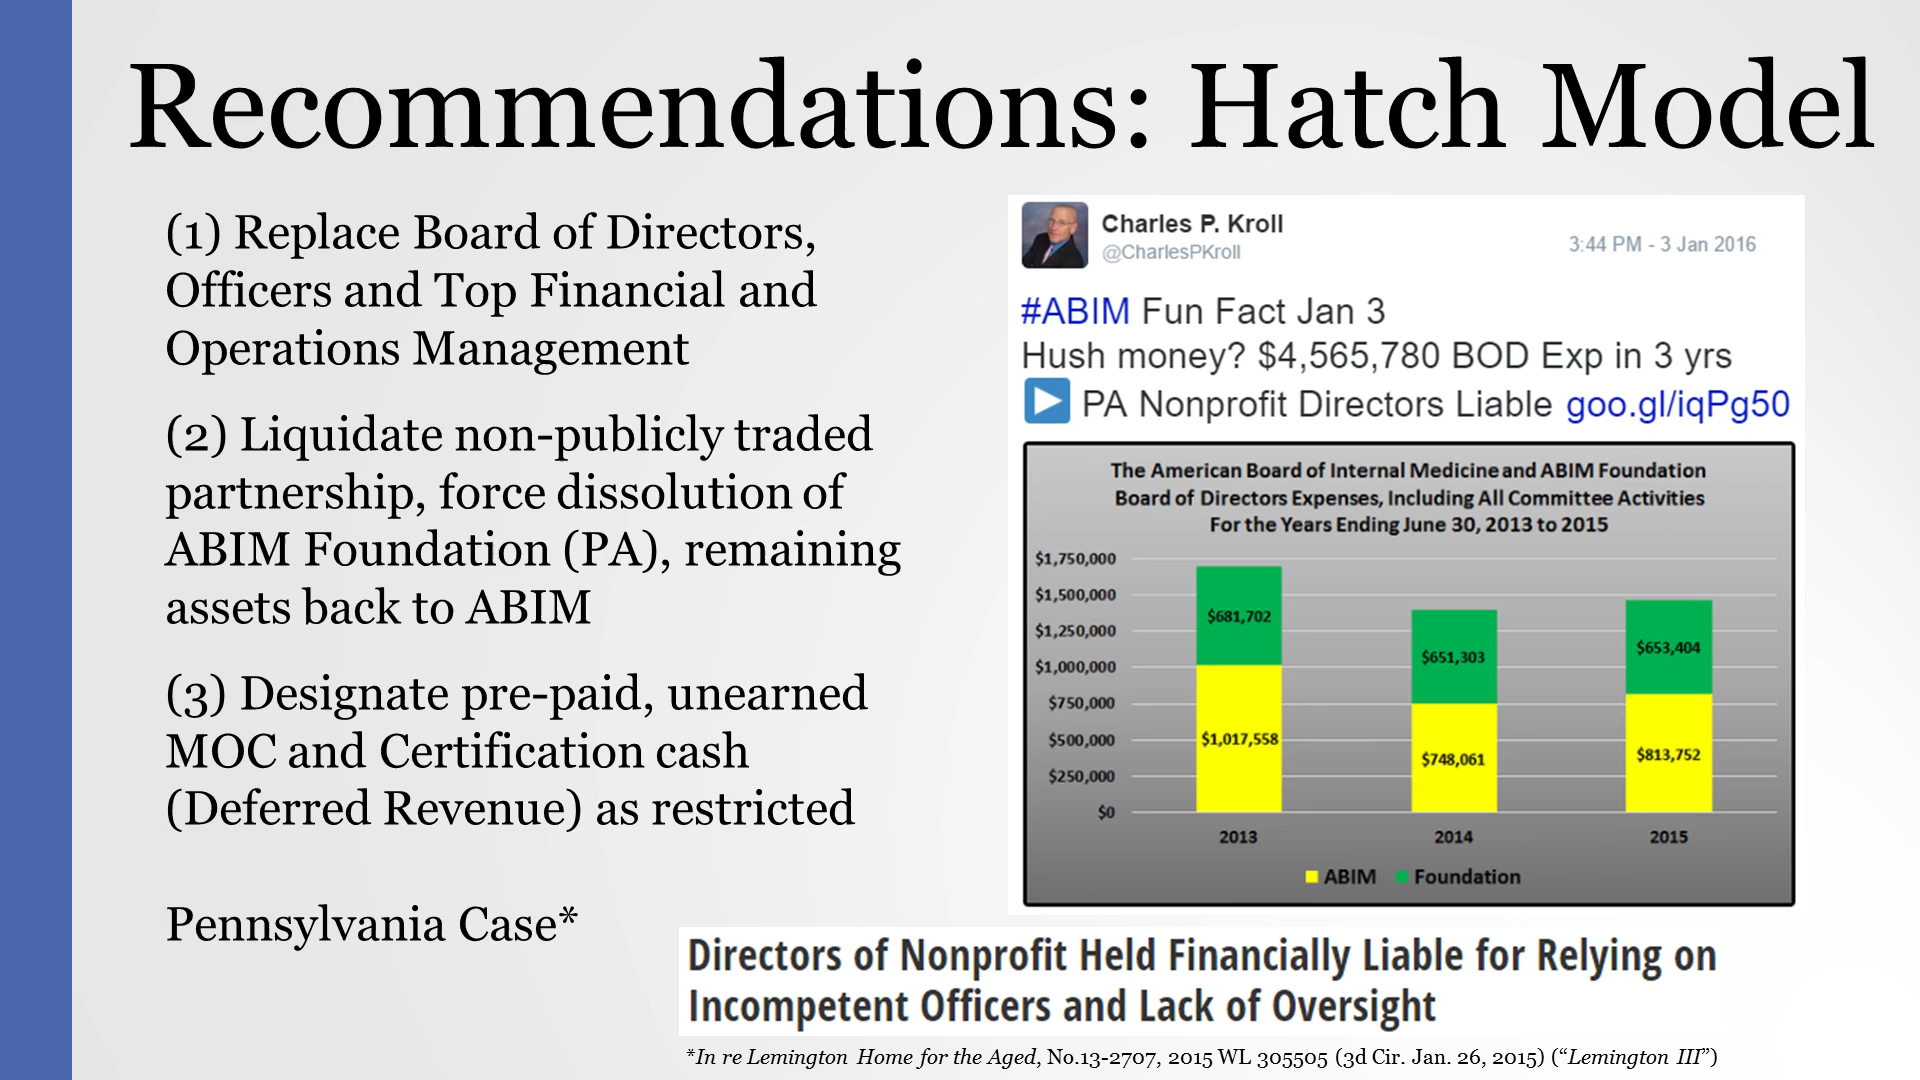 Recommendations: Hatch Model
(1) Replace Board of Directors,
Officers and Top Financial and
Operations Management
(2) Liquidate non-publicly traded
partnership, force dissolution of
ABIM Foundation (PA), remaining
assets back to ABIM
(3) Designate pre-paid, unearned
MOC and Certification cash
(Deferred Revenue) as restricted
Pennsylvania Case*
Charles P. Kroll
@CharlesPKroll
3:44 PM - 3 Jan 2016
#ABIM Fun Fact Jan 3
Hush money? $4,565,780 BOD Exp in 3 yrs
PA Nonprofit Directors Liable goo.gl/iqPg50
The American Board of Internal Medicine and ABIM Foundation
Board of Directors Expenses, Including All Committee Activities
For the Years Ending June 30, 2013 to 2015
$1,750,000
$1,500,000
$1,250,000
$1,000,000
$750,000
$500,000
$250,000
$0
$681,702
$1,017,558
$651,303
$748,061
$653,404
$813,752
2013
2014
2015
ABIM
Foundation
Directors of Nonprofit Held Financially Liable for Relying on
Incompetent Officers and Lack of Oversight
*In re Lemington Home for the Aged, No.13-2707, 2015 WL 305505 (3d Cir. Jan. 26, 2015) (“Lemington III”)